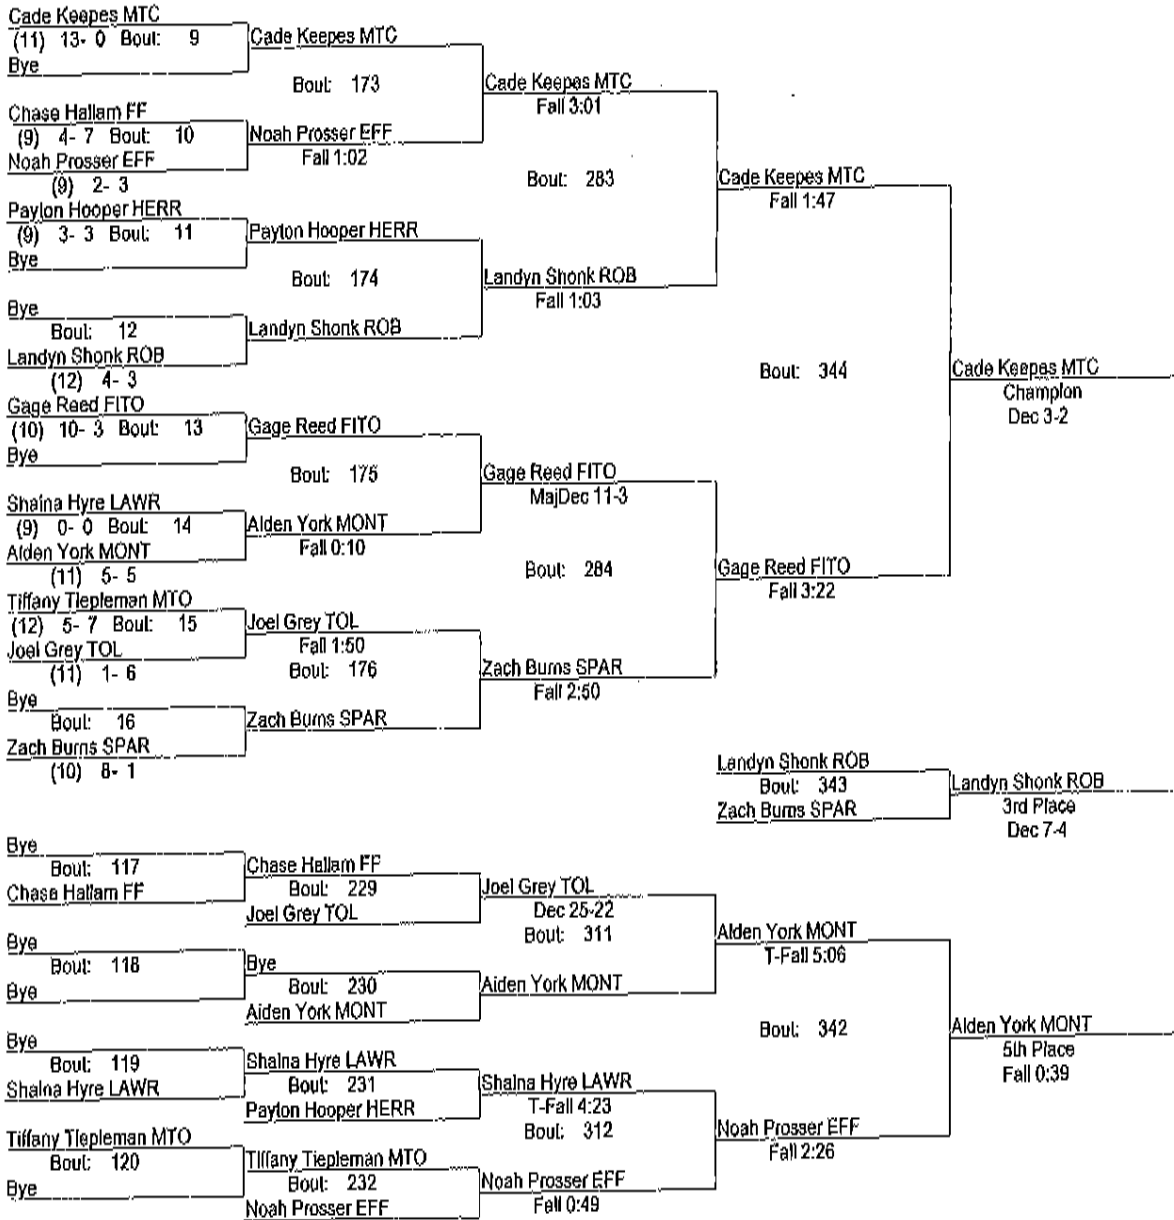 Cade Keepes MTC
(11) 13- 0 Bout: 9
Bye
Cade Keepes MTC
Bout: 173
Chase Hallam FF
(9) 4- 7 Bout: 10
Noah Prosser EFF
(9) 2- 3
Noah Prosser EFF
Fall 1:02
Cade Keepes MTC
Fall 3:01
Bout: 283
Payton Hooper HERR
(9) 3- 3 Bout: 11
Bye
Payton Hooper HERR
Bout: 174
Bye
Bout: 12
Landyn Shonk ROB
(12) 4- 3
Landyn Shonk ROB
Landyn Shonk ROB
Fall 1:03
Cade Keepes MTC
Fall 1:47
Bout: 344
Cade Keepes MTC
Champion
Dec 3-2
Gage Reed FITO
(10) 10- 3 Bout: 13
Bye
Gage Reed FITO
Bout: 175
Shaina Hyre LAWR
(9) 0- 0 Bout: 14
Aiden York MONT
(11) 5- 5
Aiden York MONT
Fall 0:10
Gage Reed FITO
MajDec 11-3
Bout: 284
Tiffany Tiepleman MTO
(12) 5- 7 Bout: 15
Joel Grey TOL
(11) 1- 6
Joel Grey TOL
Fall 1:50
Bout: 176
Bye
Bout: 16
Zach Burns SPAR
(10) 8- 1
Zach Burns SPAR
Zach Burns SPAR
Fall 2:50
Gage Reed FITO
Fall 3:22
Landyn Shonk ROB
Bout: 343
Zach Burns SPAR
Landyn Shonk ROB
3rd Place
Dec 7-4
Bye
Bout: 117
Chase Hallam FF
Chase Hallam FF
Bout: 229
Joel Grey TOL
Joel Grey TOL
Dec 25-22
Bout: 311
Bye
Bout: 118
Bye
Bye
Bout: 230
Aiden York MONT
Aiden York MONT
Aiden York MONT
T-Fall 5:06
Bout: 342
Aiden York MONT
5th Place
Fall 0:39
Bye
Bout: 119
Shaina Hyre LAWR
Shaina Hyre LAWR
Bout: 231
Payton Hooper HERR
Shaina Hyre LAWR
T-Fall 4:23
Bout: 312
Tiffany Tiepleman MTO
Bout: 120
Bye
Tiffany Tiepleman MTO
Bout: 232
Noah Prosser EFF
Noah Prosser EFF
Fall 0:49
Noah Prosser EFF
Fall 2:26